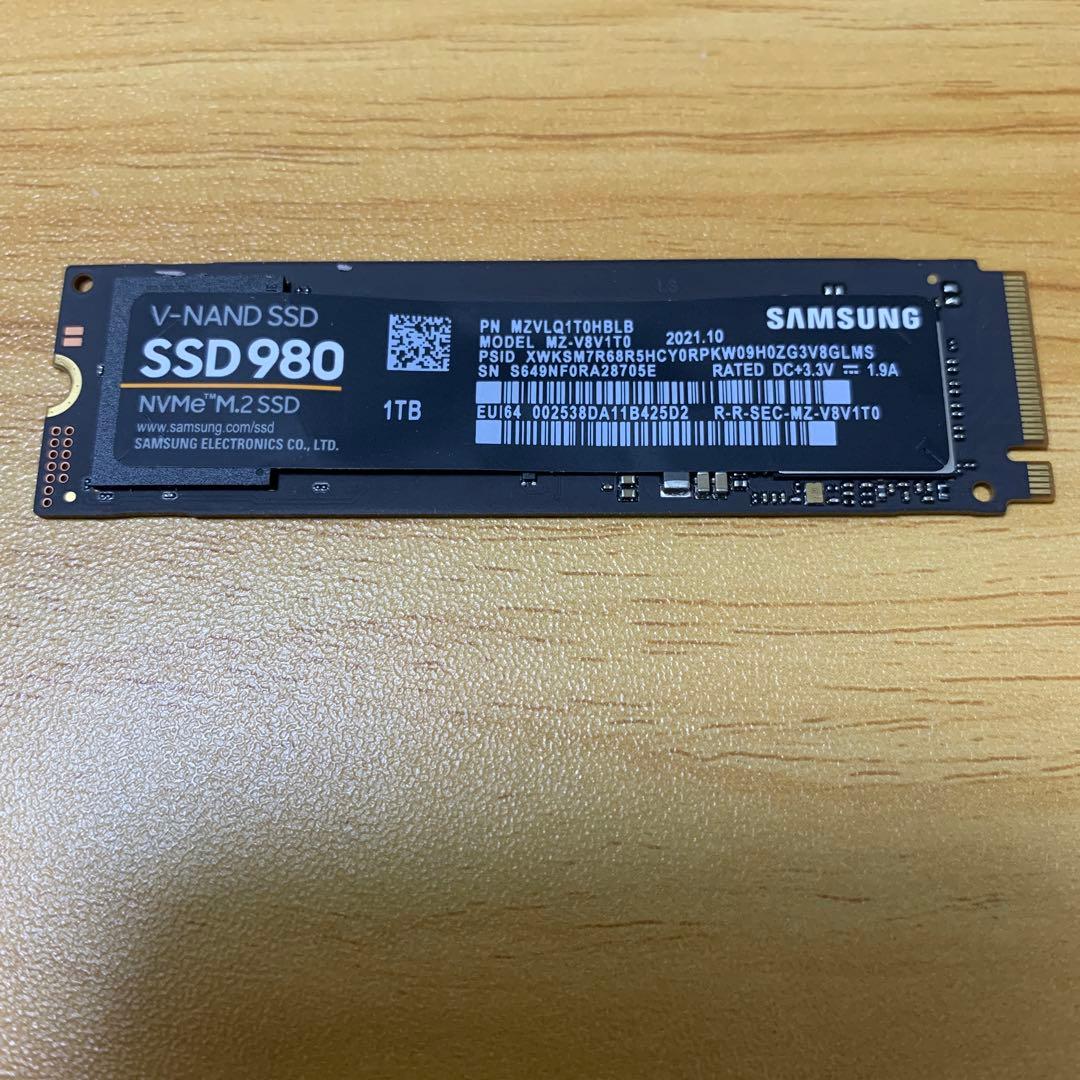 V-NAND SSD
SSD 980
NVMe™ M.2 SSD
www.samsung.com/ssd
SAMSUNG ELECTRONICS CO., LTD.
1TB
SAMSUNG
PN MZVLQ1T0HBLB
MODEL MZ-V8V1T0 2021.10
PSID XWKSM7R68R5HCY0RPKW09H0ZG3V8GLMS
SN S649NF0RA28705E RATED DC+3.3V ⎓ 1.9A
EUI64 002538DA11B425D2 R-R-SEC-MZ-V8V1T0